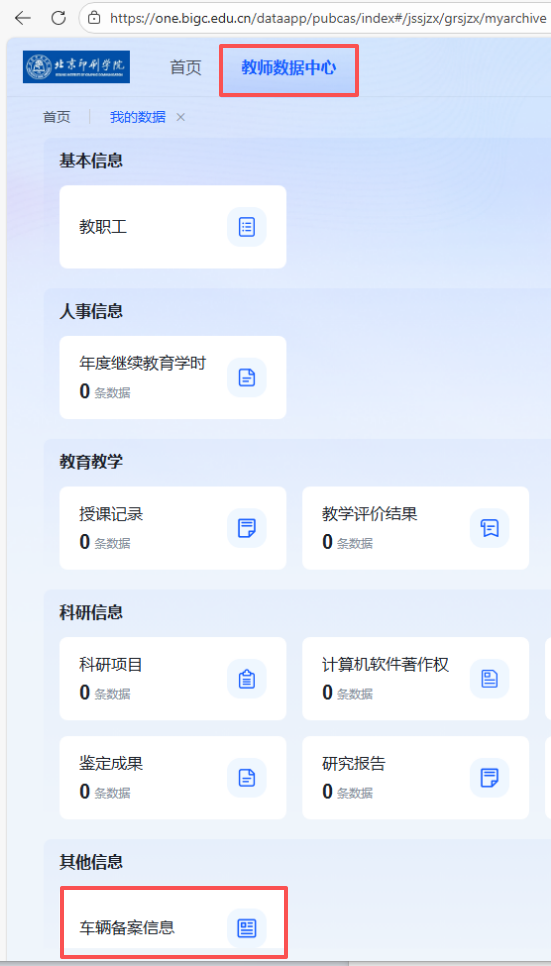 https://one.bigc.edu.cn/dataapp/pubcas/index#/jssjzx/grsjzx/myarchive
北京印刷学院
首页
教师数据中心
首页
我的数据 ×
基本信息
教职工
人事信息
年度继续教育学时
0 条数据
教育教学
授课记录
0 条数据
教学评价结果
0 条数据
科研信息
科研项目
0 条数据
计算机软件著作权
0 条数据
鉴定成果
0 条数据
研究报告
0 条数据
其他信息
车辆备案信息